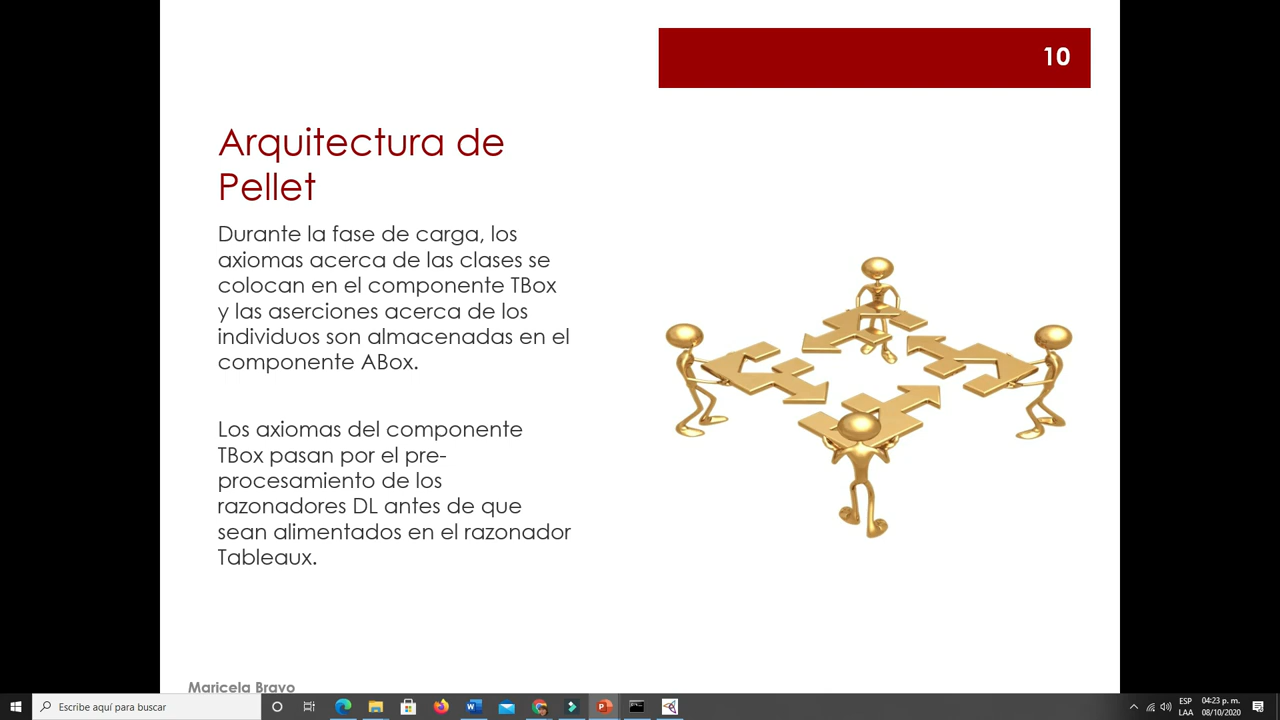 10
Arquitectura de
Pellet
Durante la fase de carga, los
axiomas acerca de las clases se
colocan en el componente TBox
y las aserciones acerca de los
individuos son almacenadas en el
componente ABox.
Los axiomas del componente
TBox pasan por el pre-
procesamiento de los
razonadores DL antes de que
sean alimentados en el razonador
Tableaux.
Maricela Bravo
Escribe aquí para buscar
ESP
LAA
04:23 p. m.
08/10/2020